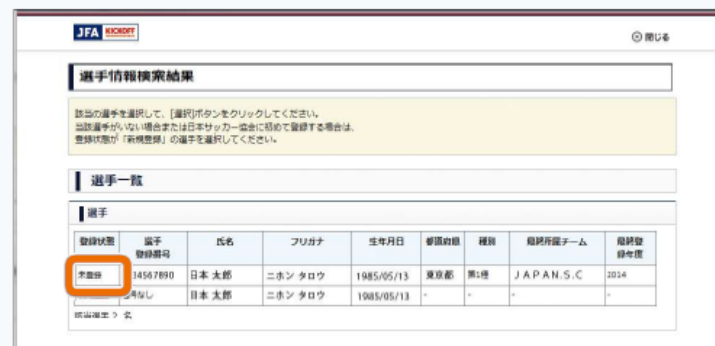 JFA KICKOFF
閉じる
選手情報検索結果
該当の選手を選択して、[選択]ボタンをクリックしてください。
当該選手がいない場合または日本サッカー協会に初めて登録する場合は、
登録状態が「新規登録」の選手を選択してください。
選手一覧
選手
登録状態 選手登録番号 氏名 フリガナ 生年月日 都道府県 種別 最終所属チーム 最終登録年度
未登録 34567890 日本 太郎 ニホン タロウ 1985/05/13 東京都 第1種 JAPAN.S.C 2014
なし 日本 太郎 ニホン タロウ 1985/05/13 - - - -
該当選手 2 名